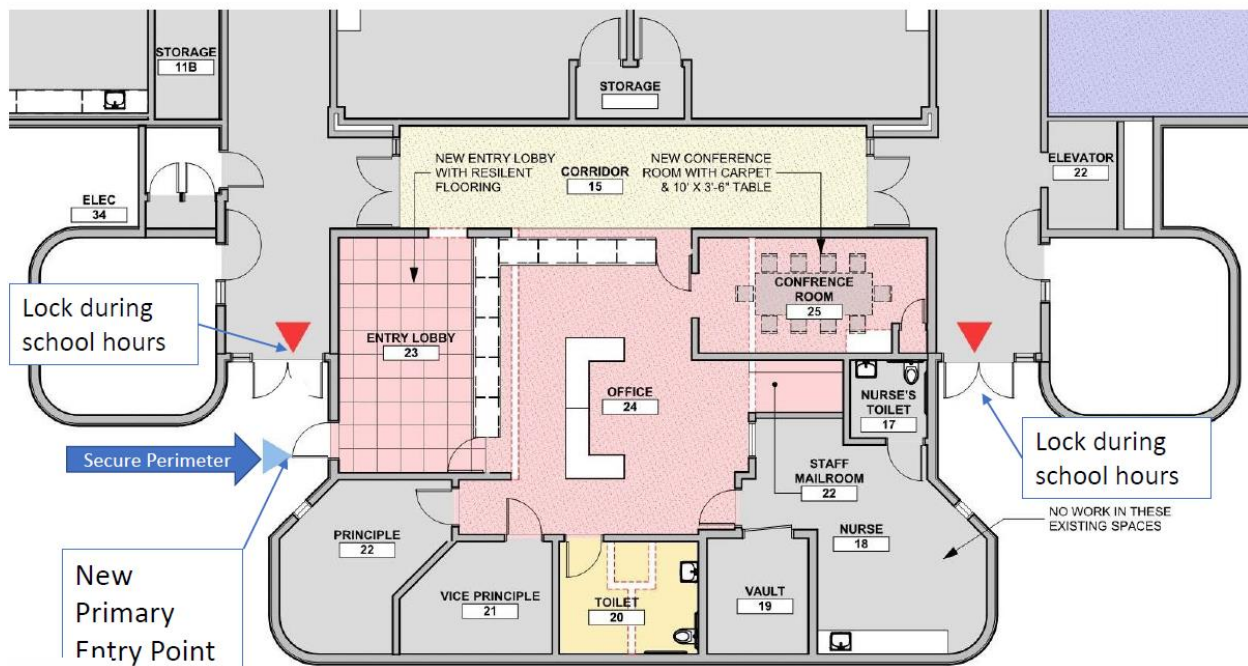 STORAGE
11B
STORAGE
NEW ENTRY LOBBY
WITH RESILENT
FLOORING
CORRIDOR
15
NEW CONFERENCE
ROOM WITH CARPET
& 10' X 3'-6" TABLE
ELEVATOR
22
ELEC
34
Lock during
school hours
ENTRY LOBBY
23
CONFRENCE
ROOM
25
OFFICE
24
NURSE'S
TOILET
17
Lock during
school hours
Secure Perimeter
STAFF
MAILROOM
22
NO WORK IN THESE
EXISTING SPACES
PRINCIPLE
22
NURSE
18
New
Primary
Entry Point
VICE PRINCIPLE
21
TOILET
20
VAULT
19